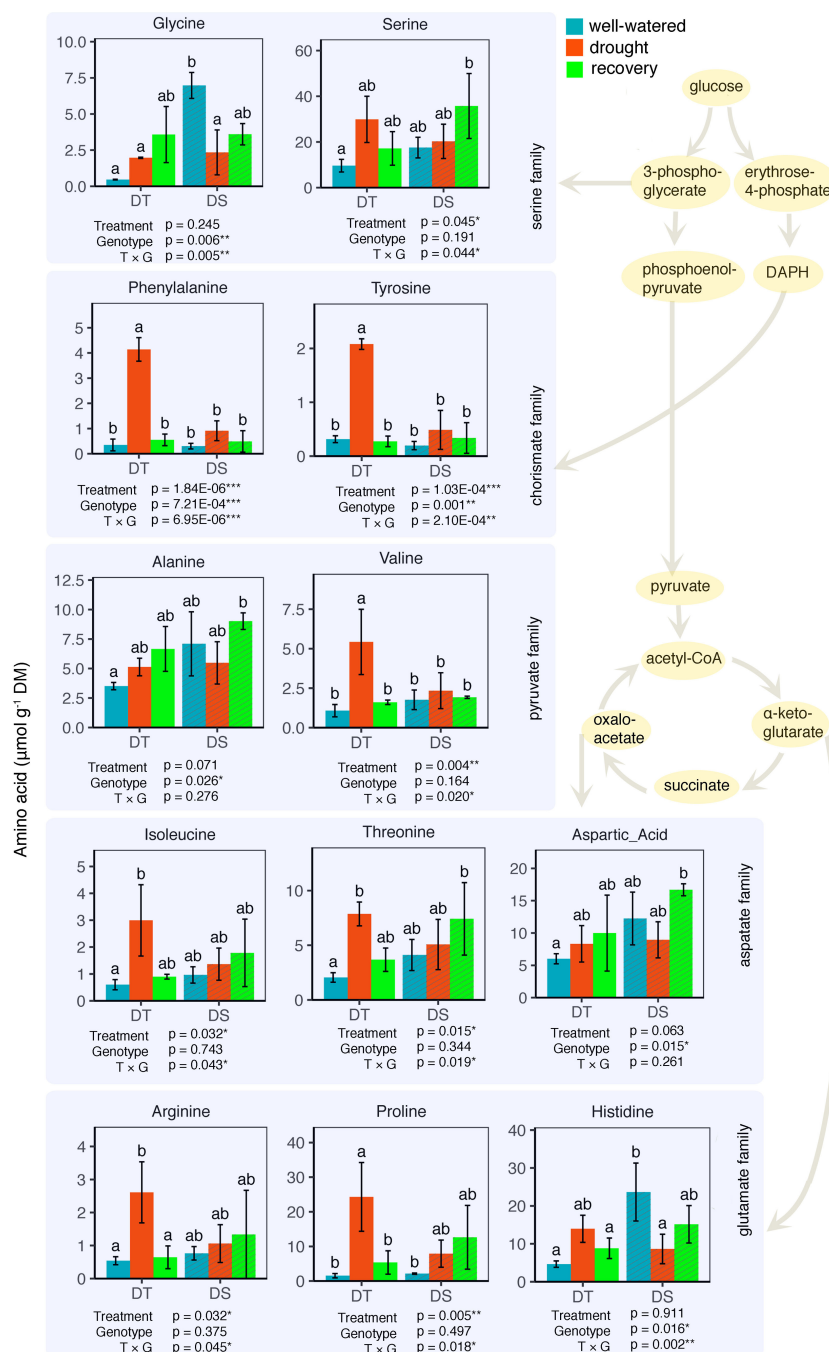 Glycine
Serine
well-watered
drought
recovery
10.0
7.5
5.0
2.5
0.0
a
a
ab
b
a
ab
DT
DS
60
40
20
0
a
ab
ab
ab
ab
b
DT
DS
Treatment p = 0.245
Genotype p = 0.006**
T × G p = 0.005**
Treatment p = 0.045*
Genotype p = 0.191
T × G p = 0.044*
serine family
glucose
3-phospho-
glycerate
erythrose-
4-phosphate
phosphoenol-
pyruvate
DAPH
Phenylalanine
Tyrosine
5
4
3
2
1
0
b
a
b
b
b
b
DT
DS
2
1
0
b
a
b
b
b
b
DT
DS
Treatment p = 1.84E-06***
Genotype p = 7.21E-04***
T × G p = 6.95E-06***
Treatment p = 1.03E-04***
Genotype p = 0.001**
T × G p = 2.10E-04**
chorismate family
Alanine
Valine
12.5
10.0
7.5
5.0
2.5
0.0
a
ab
ab
ab
ab
b
DT
DS
7.5
5.0
2.5
0.0
b
a
b
b
b
b
DT
DS
Treatment p = 0.071
Genotype p = 0.026*
T × G p = 0.276
Treatment p = 0.004**
Genotype p = 0.164
T × G p = 0.020*
pyruvate family
pyruvate
acetyl-CoA
oxalo-
acetate
α-keto-
glutarate
succinate
Amino acid (µmol g-1 DM)
Isoleucine
Threonine
Aspartic_Acid
5
4
3
2
1
0
a
b
ab
ab
ab
ab
DT
DS
10
5
0
a
b
ab
ab
ab
b
DT
DS
20
15
10
5
0
a
ab
ab
ab
ab
b
DT
DS
Treatment p = 0.032*
Genotype p = 0.743
T × G p = 0.043*
Treatment p = 0.015*
Genotype p = 0.344
T × G p = 0.019*
Treatment p = 0.063
Genotype p = 0.015*
T × G p = 0.261
aspatate family
Arginine
Proline
Histidine
4
3
2
1
0
a
b
a
ab
ab
ab
DT
DS
40
30
20
10
0
b
a
b
b
ab
ab
DT
DS
40
30
20
10
0
a
ab
a
b
ab
ab
DT
DS
Treatment p = 0.032*
Genotype p = 0.375
T × G p = 0.045*
Treatment p = 0.005**
Genotype p = 0.497
T × G p = 0.018*
Treatment p = 0.911
Genotype p = 0.016*
T × G p = 0.002**
glutamate family